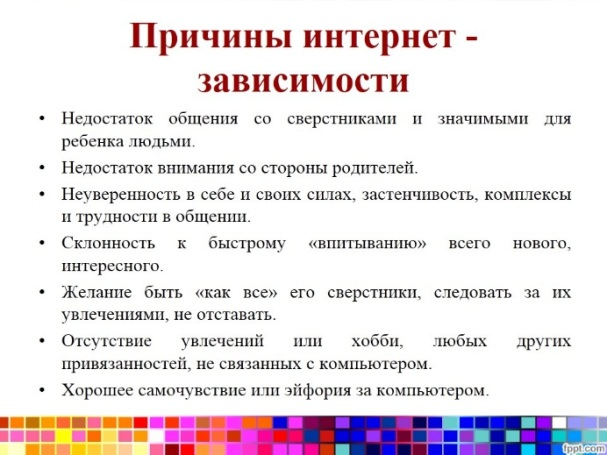 Причины интернет -
зависимости
• Недостаток общения со сверстниками и значимыми для
ребенка людьми.
• Недостаток внимания со стороны родителей.
• Неуверенность в себе и своих силах, застенчивость, комплексы
и трудности в общении.
• Склонность к быстрому «впитыванию» всего нового,
интересного.
• Желание быть «как все» его сверстники, следовать за их
увлечениями, не отставать.
• Отсутствие увлечений или хобби, любых других
привязанностей, не связанных с компьютером.
• Хорошее самочувствие или эйфория за компьютером.
fppt.com